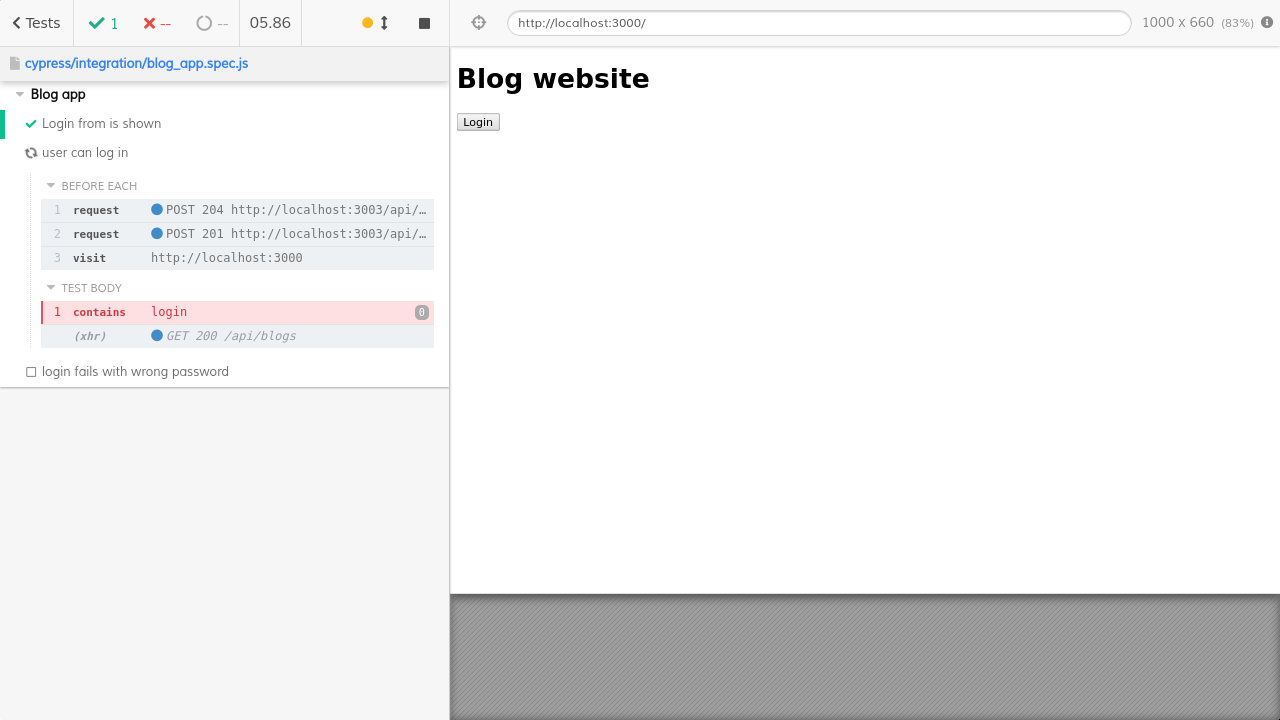 Tests 1 -- -- 05.86
http://localhost:3000/ 1000 x 660 (83%)
cypress/integration/blog_app.spec.js
Blog app
Login from is shown
user can log in
BEFORE EACH
1 request POST 204 http://localhost:3003/api/…
2 request POST 201 http://localhost:3003/api/…
3 visit http://localhost:3000
TEST BODY
1 contains login 0
(xhr) GET 200 /api/blogs
login fails with wrong password
Blog website
Login